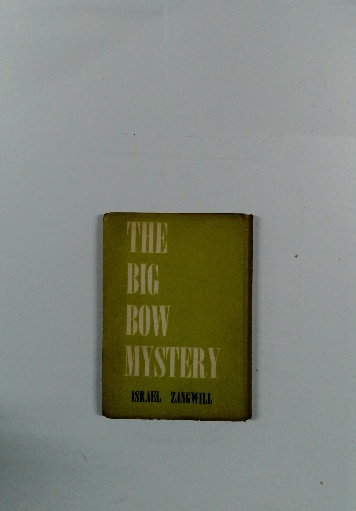 THE
BIG
BOW
MYSTERY
ISRAEL ZANGWILL